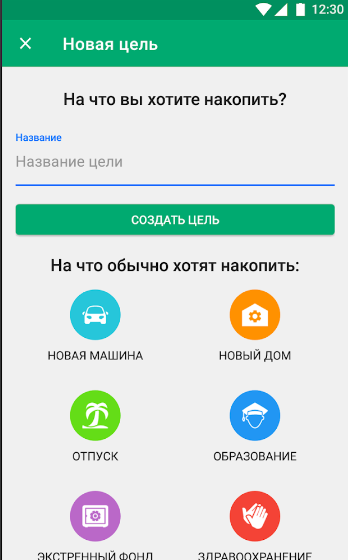 12:30
Новая цель
На что вы хотите накопить?
Название
Название цели
СОЗДАТЬ ЦЕЛЬ
На что обычно хотят накопить:
НОВАЯ МАШИНА
НОВЫЙ ДОМ
ОТПУСК
ОБРАЗОВАНИЕ
ЭКСТРЕННЫЙ ФОНД
ЗДРАВООХРАНЕНИЕ